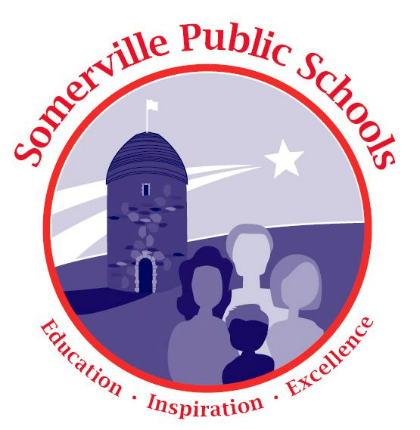 Somerville Public Schools
Education · Inspiration · Excellence